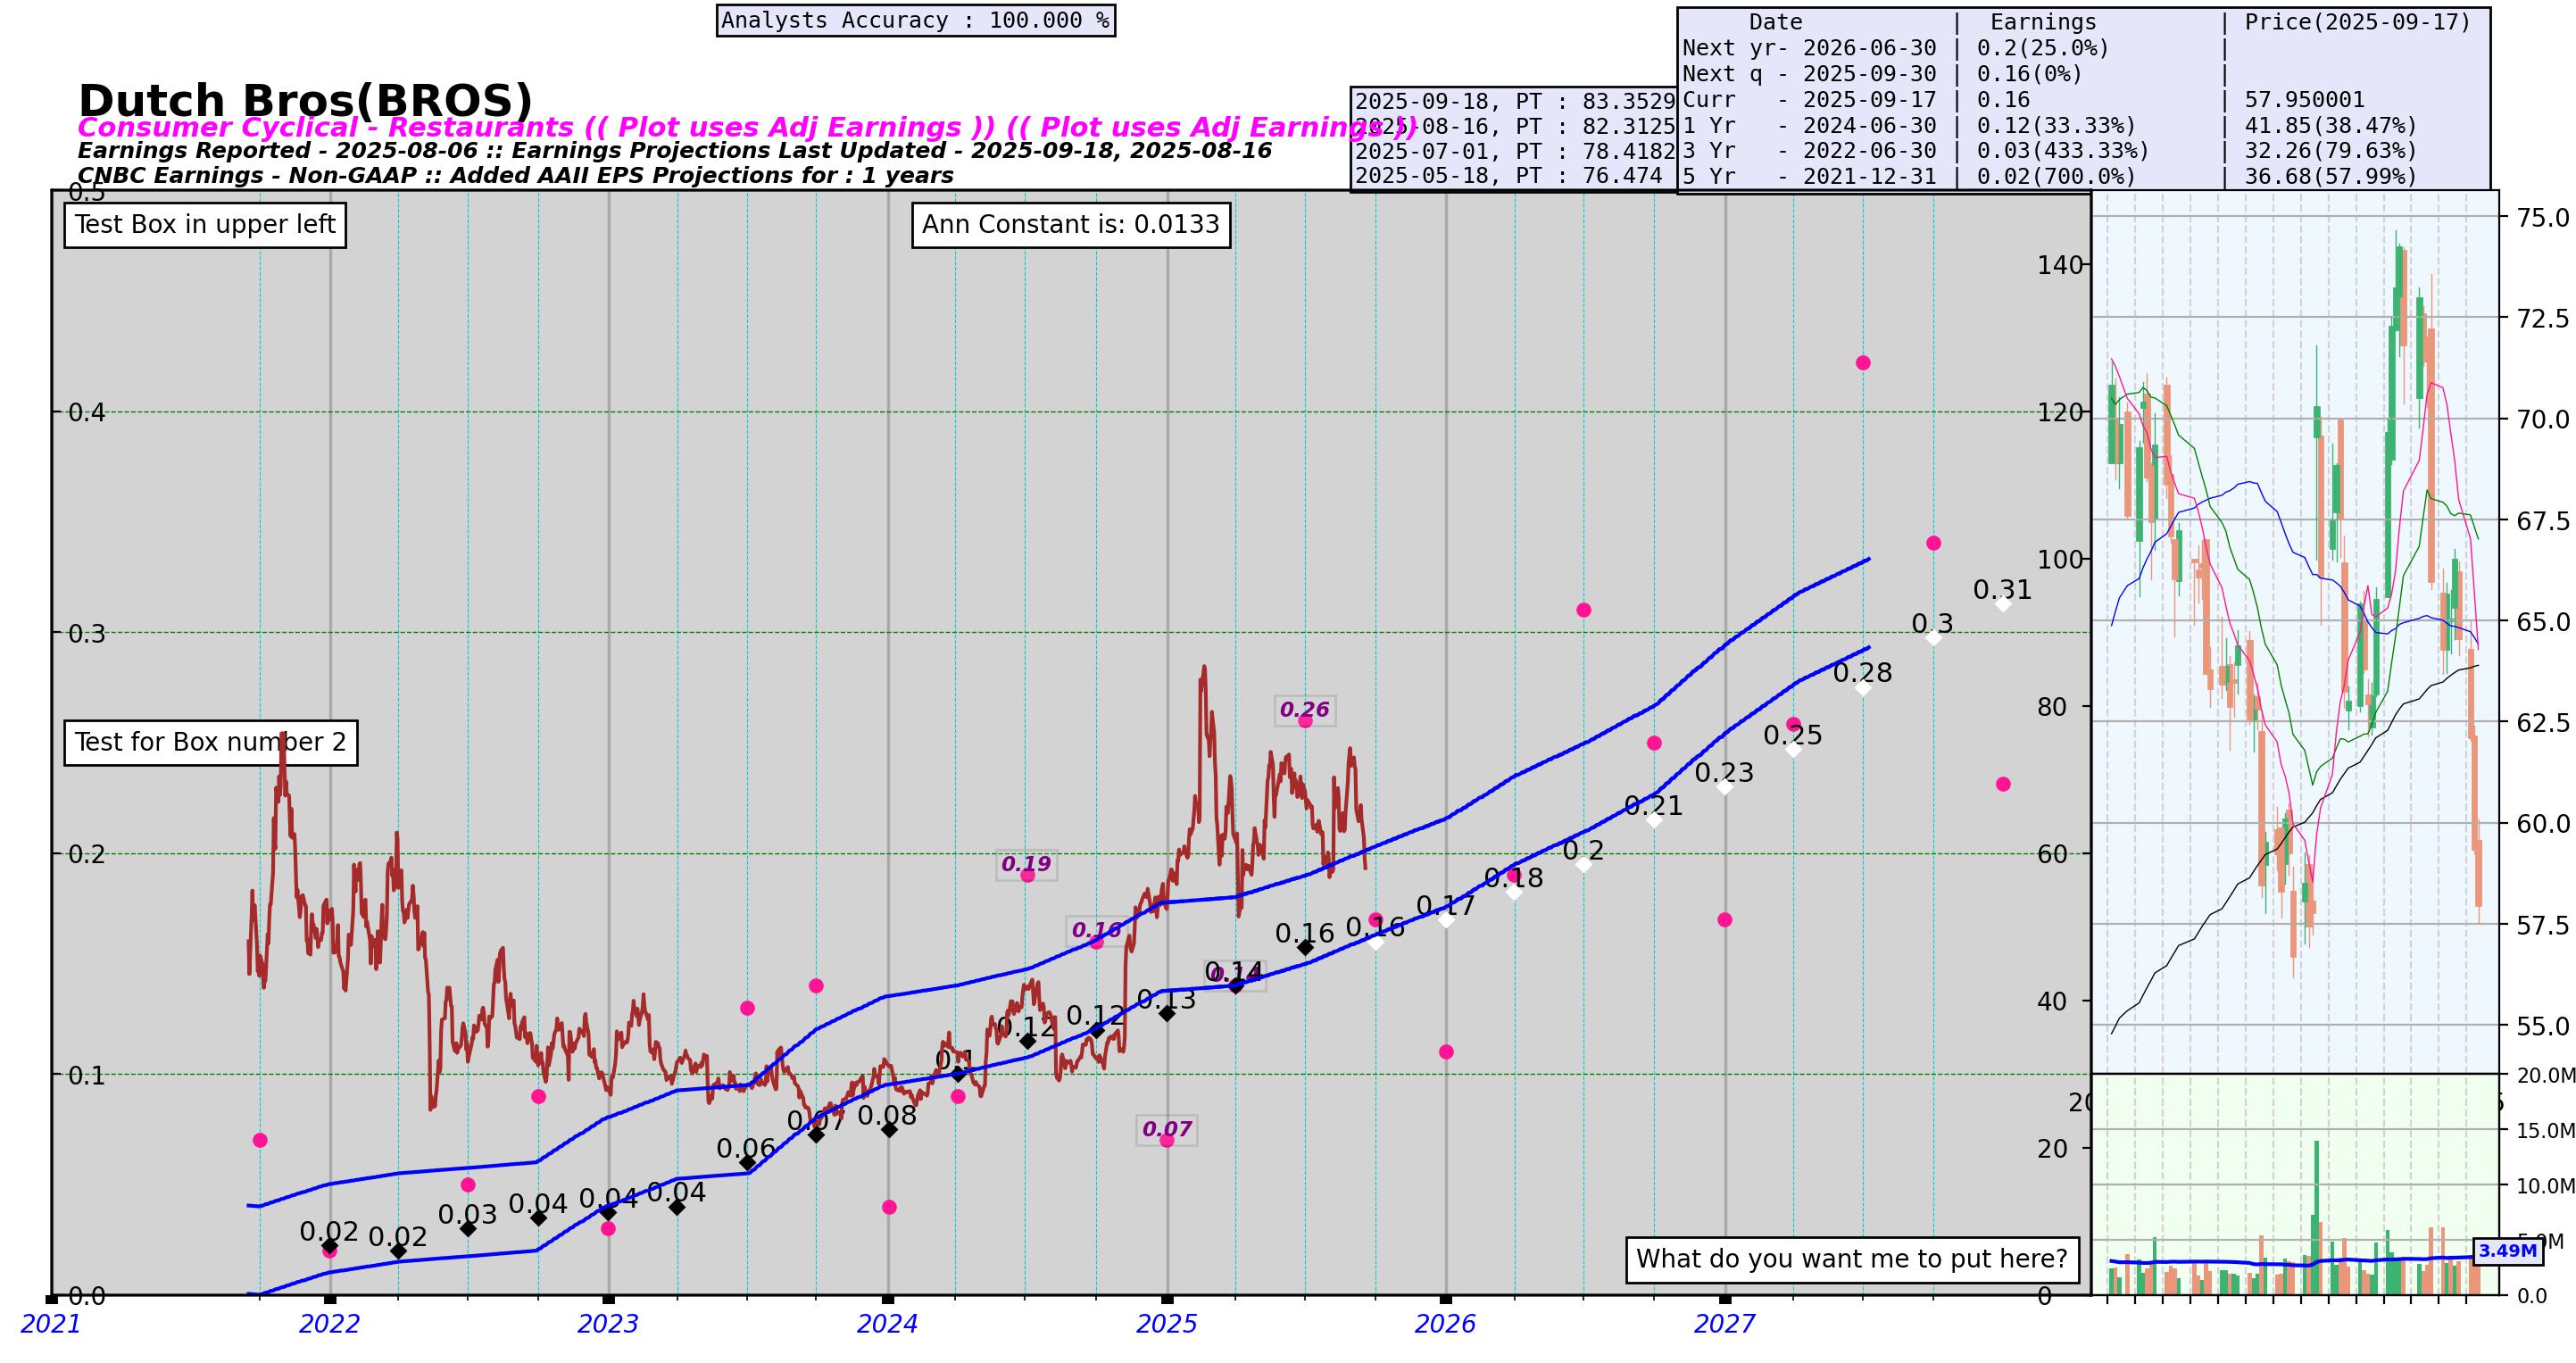 Analysts Accuracy : 100.000 %
Date | Earnings | Price(2025-09-17)
Next yr- 2026-06-30 | 0.2(25.0%) |
Next q - 2025-09-30 | 0.16(0%) |
Curr - 2025-09-17 | 0.16 | 57.950001
1 Yr - 2024-06-30 | 0.12(33.33%) | 41.85(38.47%)
3 Yr - 2022-06-30 | 0.03(433.33%) | 32.26(79.63%)
5 Yr - 2021-12-31 | 0.02(700.0%) | 36.68(57.99%)
2025-09-18, PT : 83.3529
2025-08-16, PT : 82.3125
2025-07-01, PT : 78.4182
2025-05-18, PT : 76.474
Dutch Bros(BROS)
Consumer Cyclical - Restaurants (( Plot uses Adj Earnings )) (( Plot uses Adj Earnings ))
Earnings Reported - 2025-08-06 :: Earnings Projections Last Updated - 2025-09-18, 2025-08-16
CNBC Earnings - Non-GAAP :: Added AAII EPS Projections for : 1 years
Test Box in upper left
Ann Constant is: 0.0133
Test for Box number 2
What do you want me to put here?
0.5
0.4
0.3
0.2
0.1
0.0
140
120
100
80
60
40
20
0
75.0
72.5
70.0
67.5
65.0
62.5
60.0
57.5
55.0
20.0M
15.0M
10.0M
0.0
3.49M
0.02
0.02
0.03
0.04
0.04
0.04
0.06
0.07
0.08
0.1
0.12
0.12
0.13
0.14
0.16
0.16
0.17
0.18
0.2
0.21
0.23
0.25
0.28
0.3
0.31
0.19
0.16
0.07
0.26
2021
2022
2023
2024
2025
2026
2027